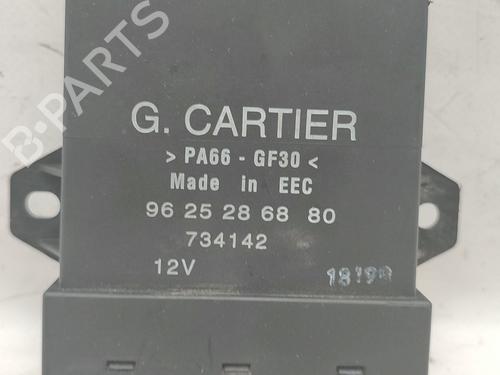 B-PARTS
G. CARTIER
> PA66 - GF30 <
Made in EEC
96 25 28 68 80
734142
12V